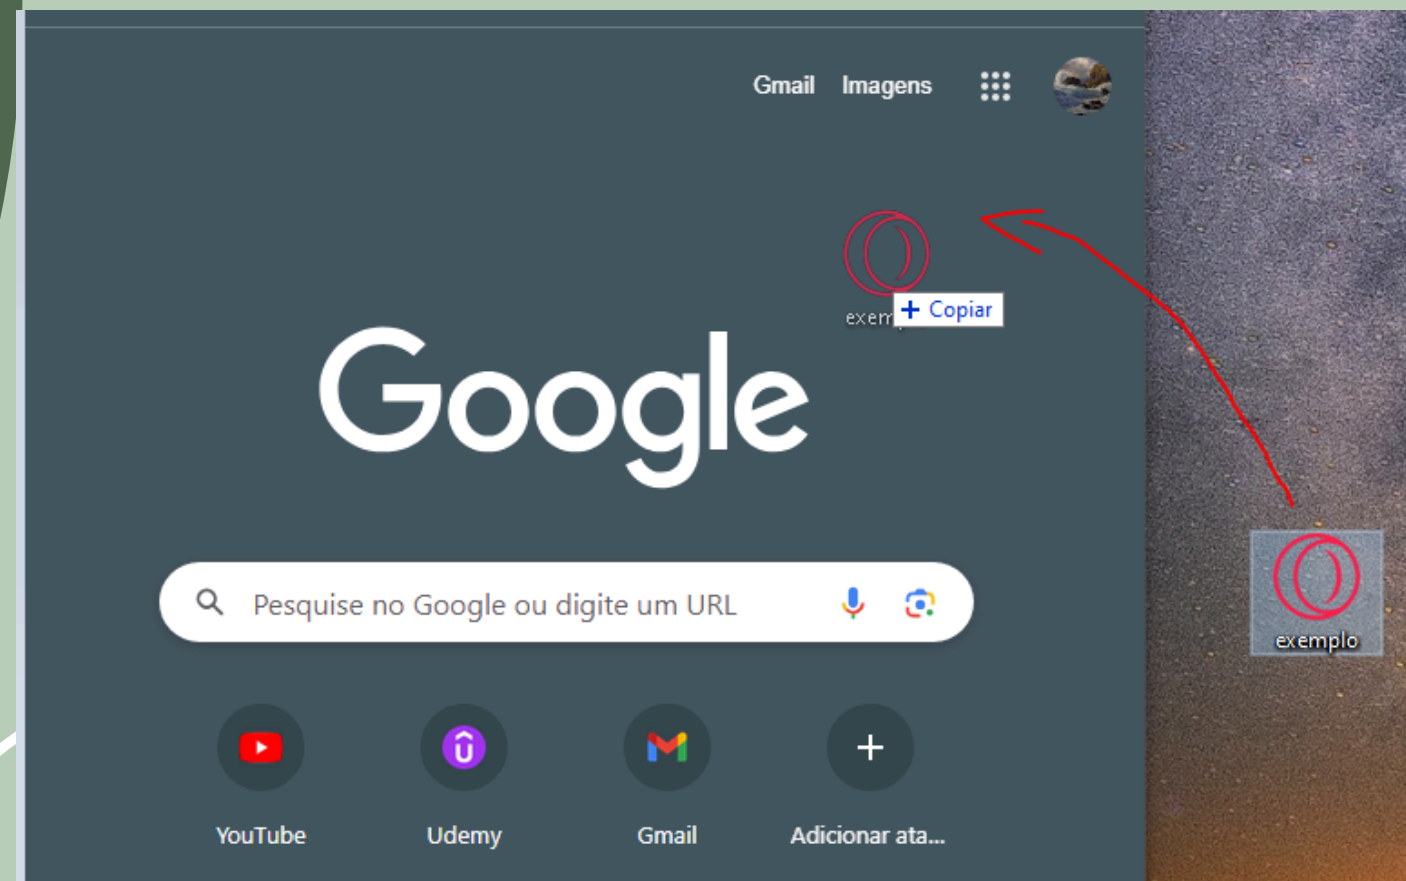 Gmail Imagens
exem
+ Copiar
Google
Pesquise no Google ou digite um URL
exemplo
YouTube Udemy Gmail Adicionar ata...